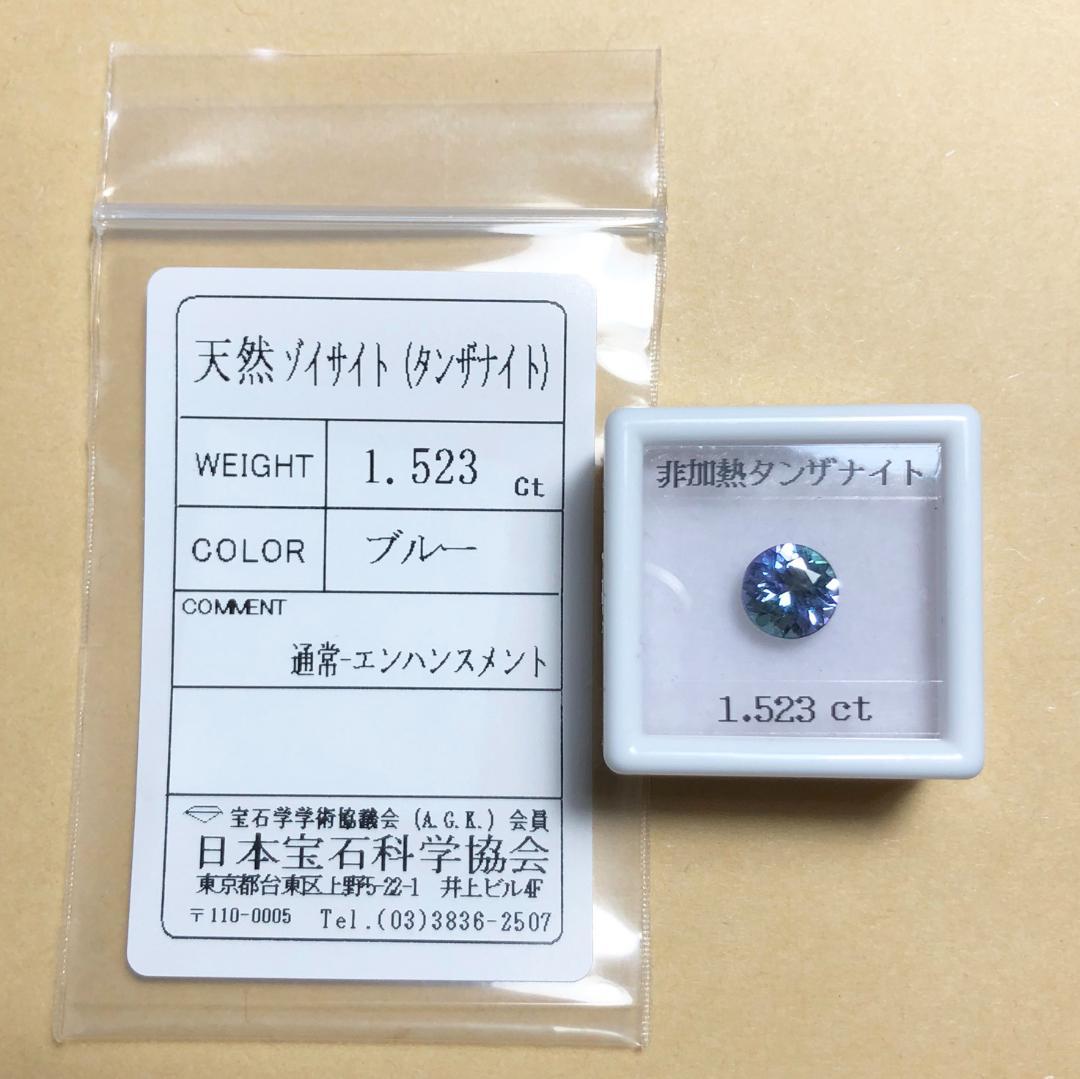 天然ゾイサイト(タンザナイト)
WEIGHT 1.523 ct
COLOR ブルー
COMMENT
通常-エンハンスメント
宝石学学術協議会(A.G.K.)会員
日本宝石科学協会
東京都台東区上野5-22-1 井上ビル4F
〒110-0005 Tel.(03)3836-2507
非加熱タンザナイト
1.523 ct